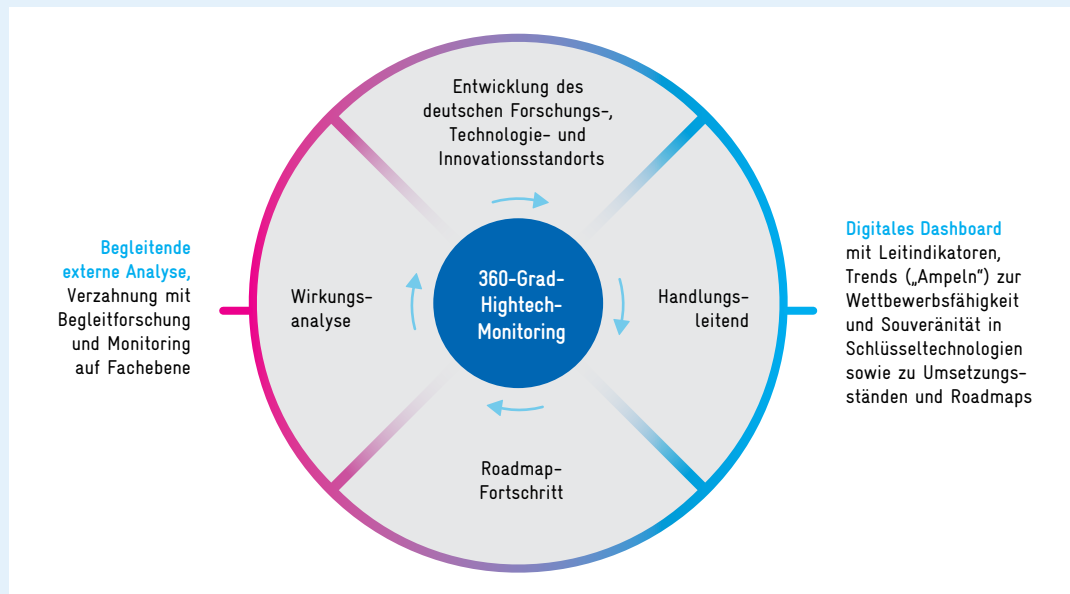 Entwicklung des
deutschen Forschungs-,
Technologie- und
Innovationsstandorts
Begleitende
externe Analyse,
Verzahnung mit
Begleitforschung
und Monitoring
auf Fachebene
Wirkungs-
analyse
360-Grad-
Hightech-
Monitoring
Handlungs-
leitend
Digitales Dashboard
mit Leitindikatoren,
Trends („Ampeln“) zur
Wettbewerbsfähigkeit
und Souveränität in
Schlüsseltechnologien
sowie zu Umsetzungs-
ständen und Roadmaps
Roadmap-
Fortschritt